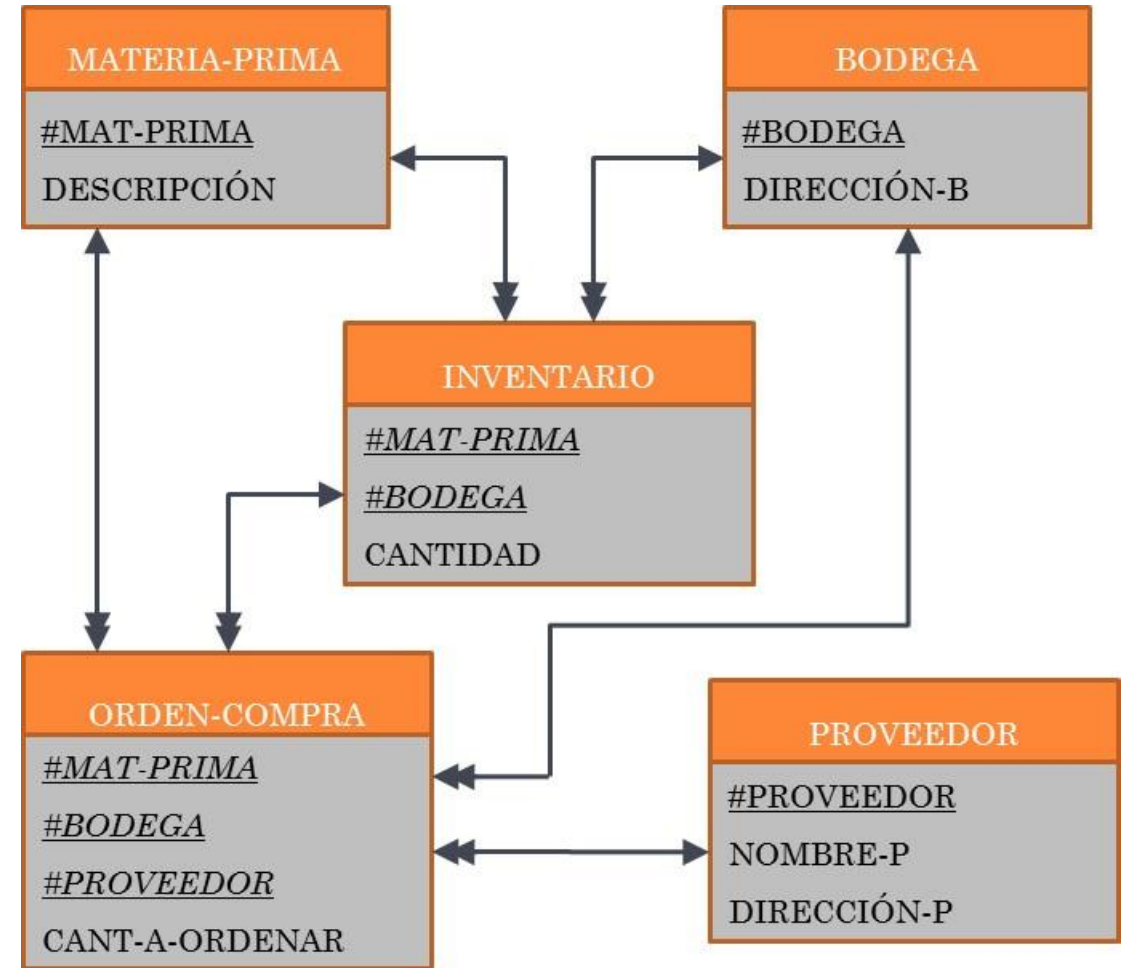 MATERIA-PRIMA
#MAT-PRIMA
DESCRIPCIÓN
BODEGA
#BODEGA
DIRECCIÓN-B
INVENTARIO
#MAT-PRIMA
#BODEGA
CANTIDAD
ORDEN-COMPRA
#MAT-PRIMA
#BODEGA
#PROVEEDOR
CANT-A-ORDENAR
PROVEEDOR
#PROVEEDOR
NOMBRE-P
DIRECCIÓN-P